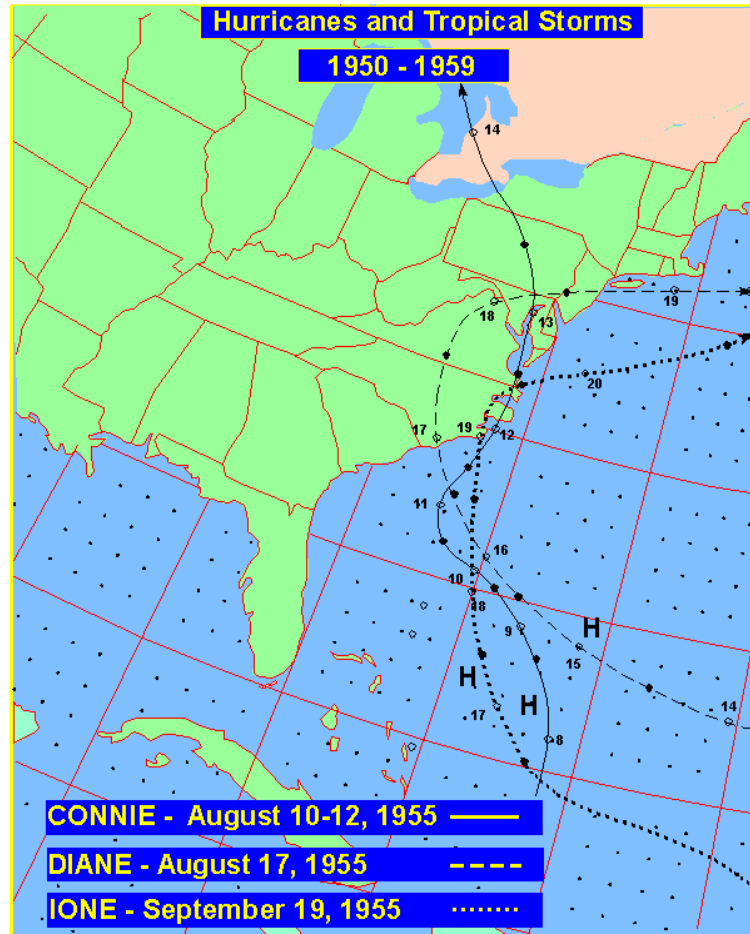 Hurricanes and Tropical Storms
1950 - 1959
14
19
18
13
20
17
19
12
11
16
10
18
9
H
15
H
H
17
14
8
CONNIE - August 10-12, 1955
DIANE - August 17, 1955
IONE - September 19, 1955